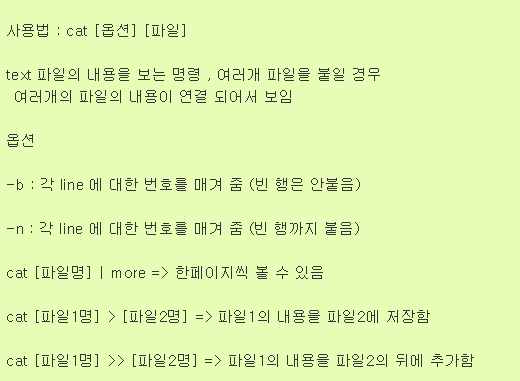 사용법 : cat [옵션] [파일]
text 파일의 내용을 보는 명령 , 여러개 파일을 붙일 경우
여러개의 파일의 내용이 연결 되어서 보임
옵션
-b : 각 line 에 대한 번호를 매겨 줌 (빈 행은 안붙음)
-n : 각 line 에 대한 번호를 매겨 줌 (빈 행까지 붙음)
cat [파일명] | more => 한페이지씩 볼 수 있음
cat [파일1명] > [파일2명] => 파일1의 내용을 파일2에 저장함
cat [파일1명] >> [파일2명] => 파일1의 내용을 파일2의 뒤에 추가함